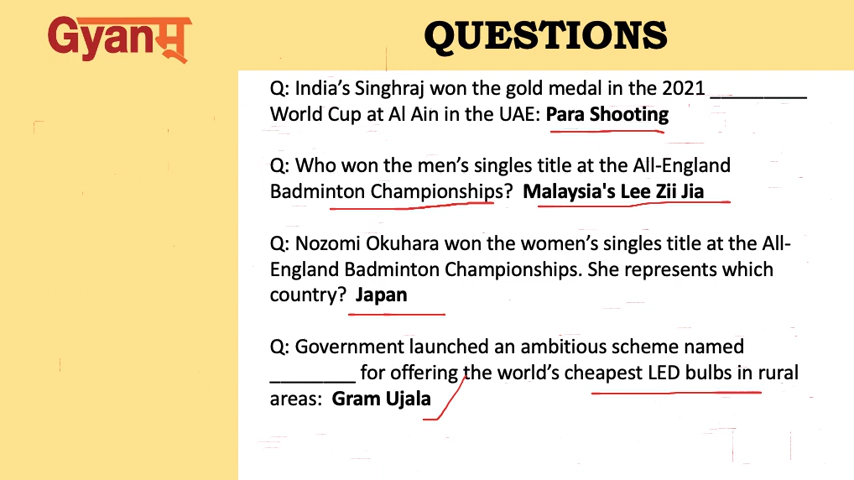 Gyanम्
QUESTIONS
Q: India's Singhraj won the gold medal in the 2021 __________
World Cup at Al Ain in the UAE: Para Shooting
Q: Who won the men's singles title at the All-England
Badminton Championships? Malaysia's Lee Zii Jia
Q: Nozomi Okuhara won the women's singles title at the All-
England Badminton Championships. She represents which
country? Japan
Q: Government launched an ambitious scheme named
_________ for offering the world's cheapest LED bulbs in rural
areas: Gram Ujala